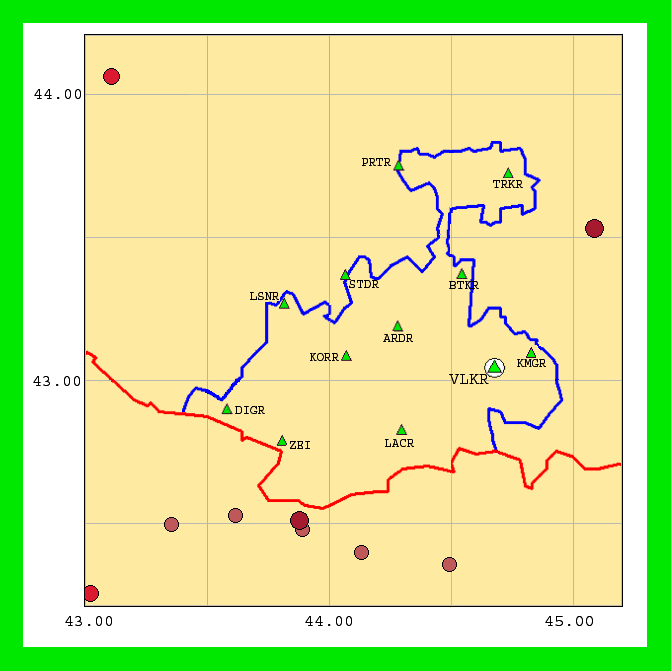 44.00
PRTR
TRKR
STDR
BTKR
LSNR
ARDR
KORR
KMGR
43.00
VLKR
DIGR
ZEI
LACR
43.00
44.00
45.00